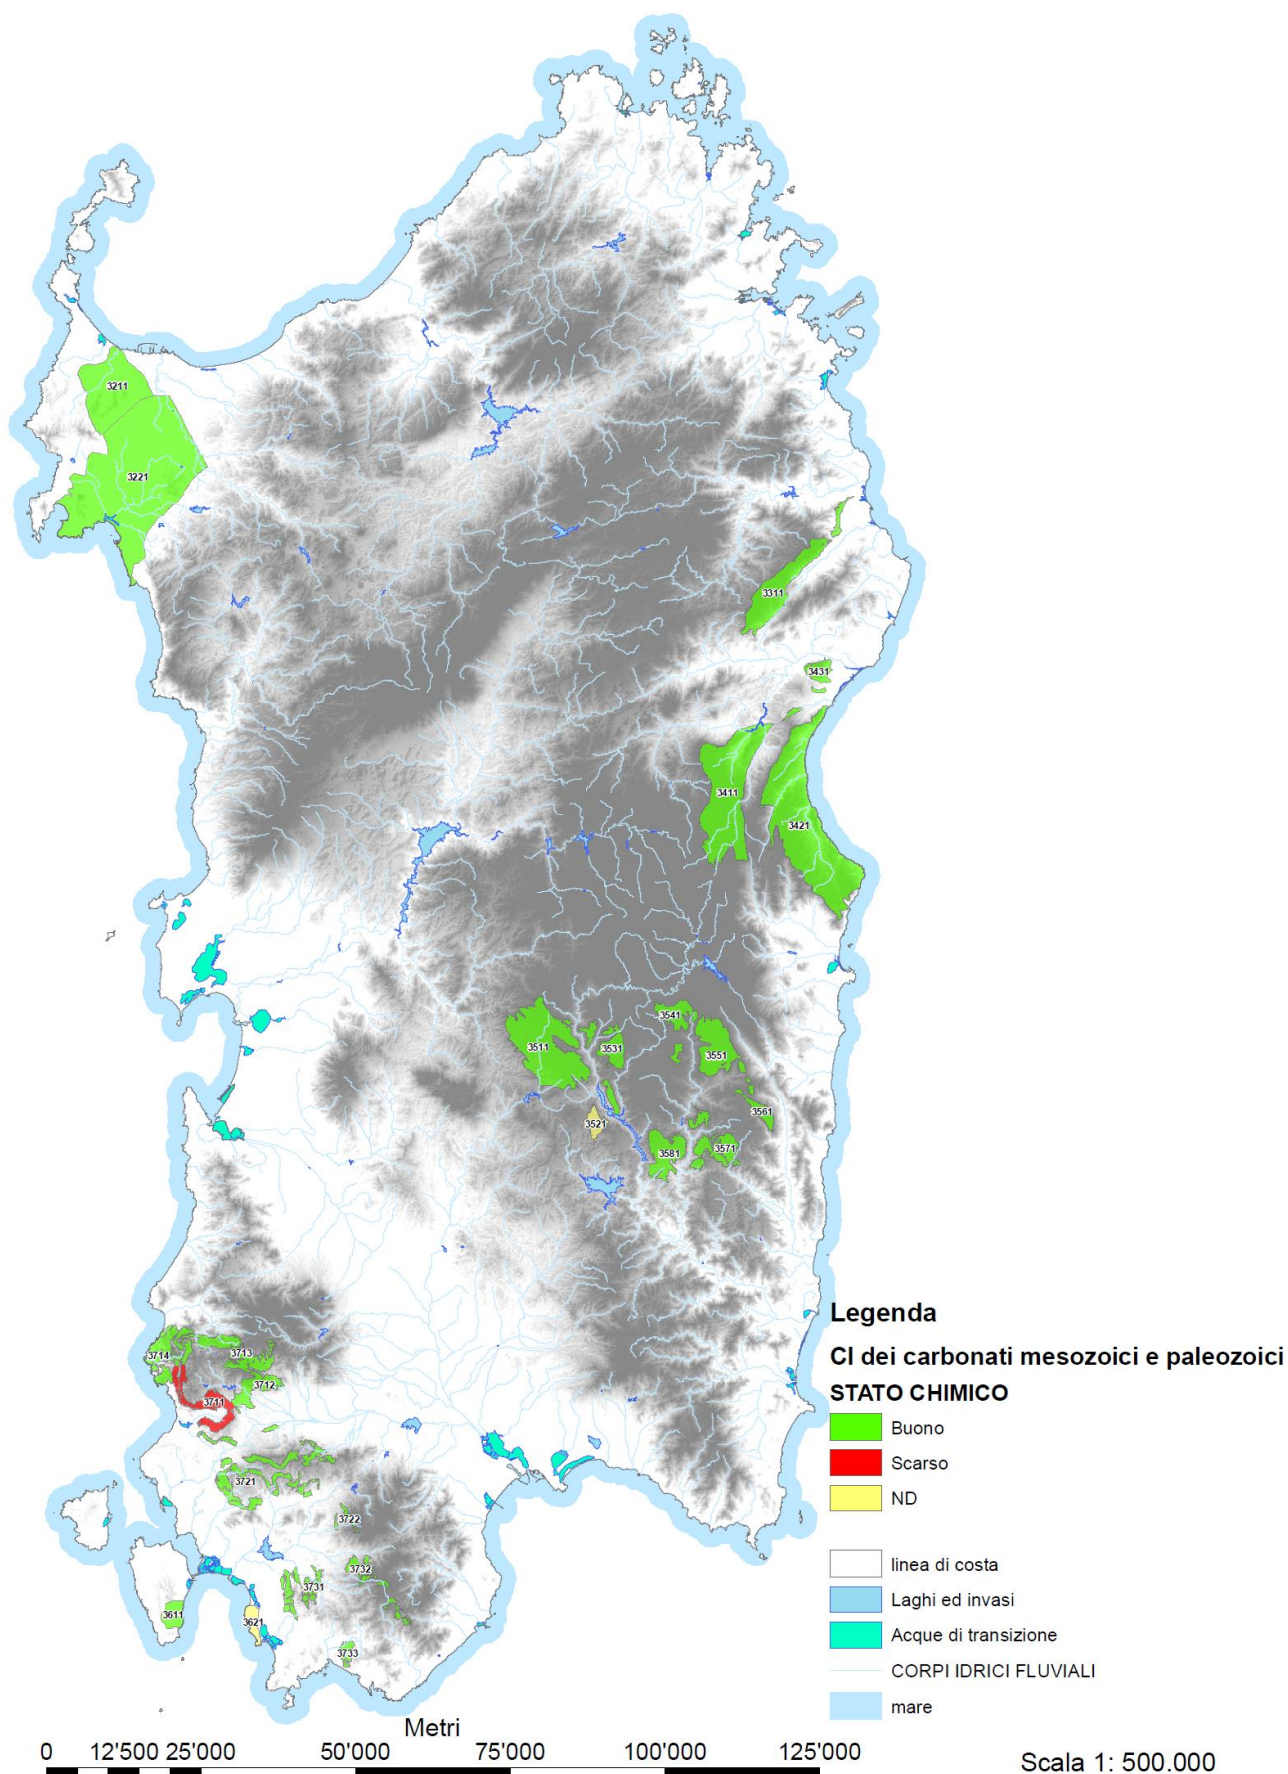 3211
3221
3311
3431
3411
3421
3541
3511
3531
3551
3561
3521
3581
3571
Legenda
CI dei carbonati mesozoici e paleozoici
STATO CHIMICO
Buono
Scarso
ND
linea di costa
Laghi ed invasi
Acque di transizione
CORPI IDRICI FLUVIALI
mare
3714
3713
3712
3711
3721
3722
3732
3731
3611
3621
3733
Metri
0 12'500 25'000 50'000 75'000 100'000 125'000
Scala 1: 500.000